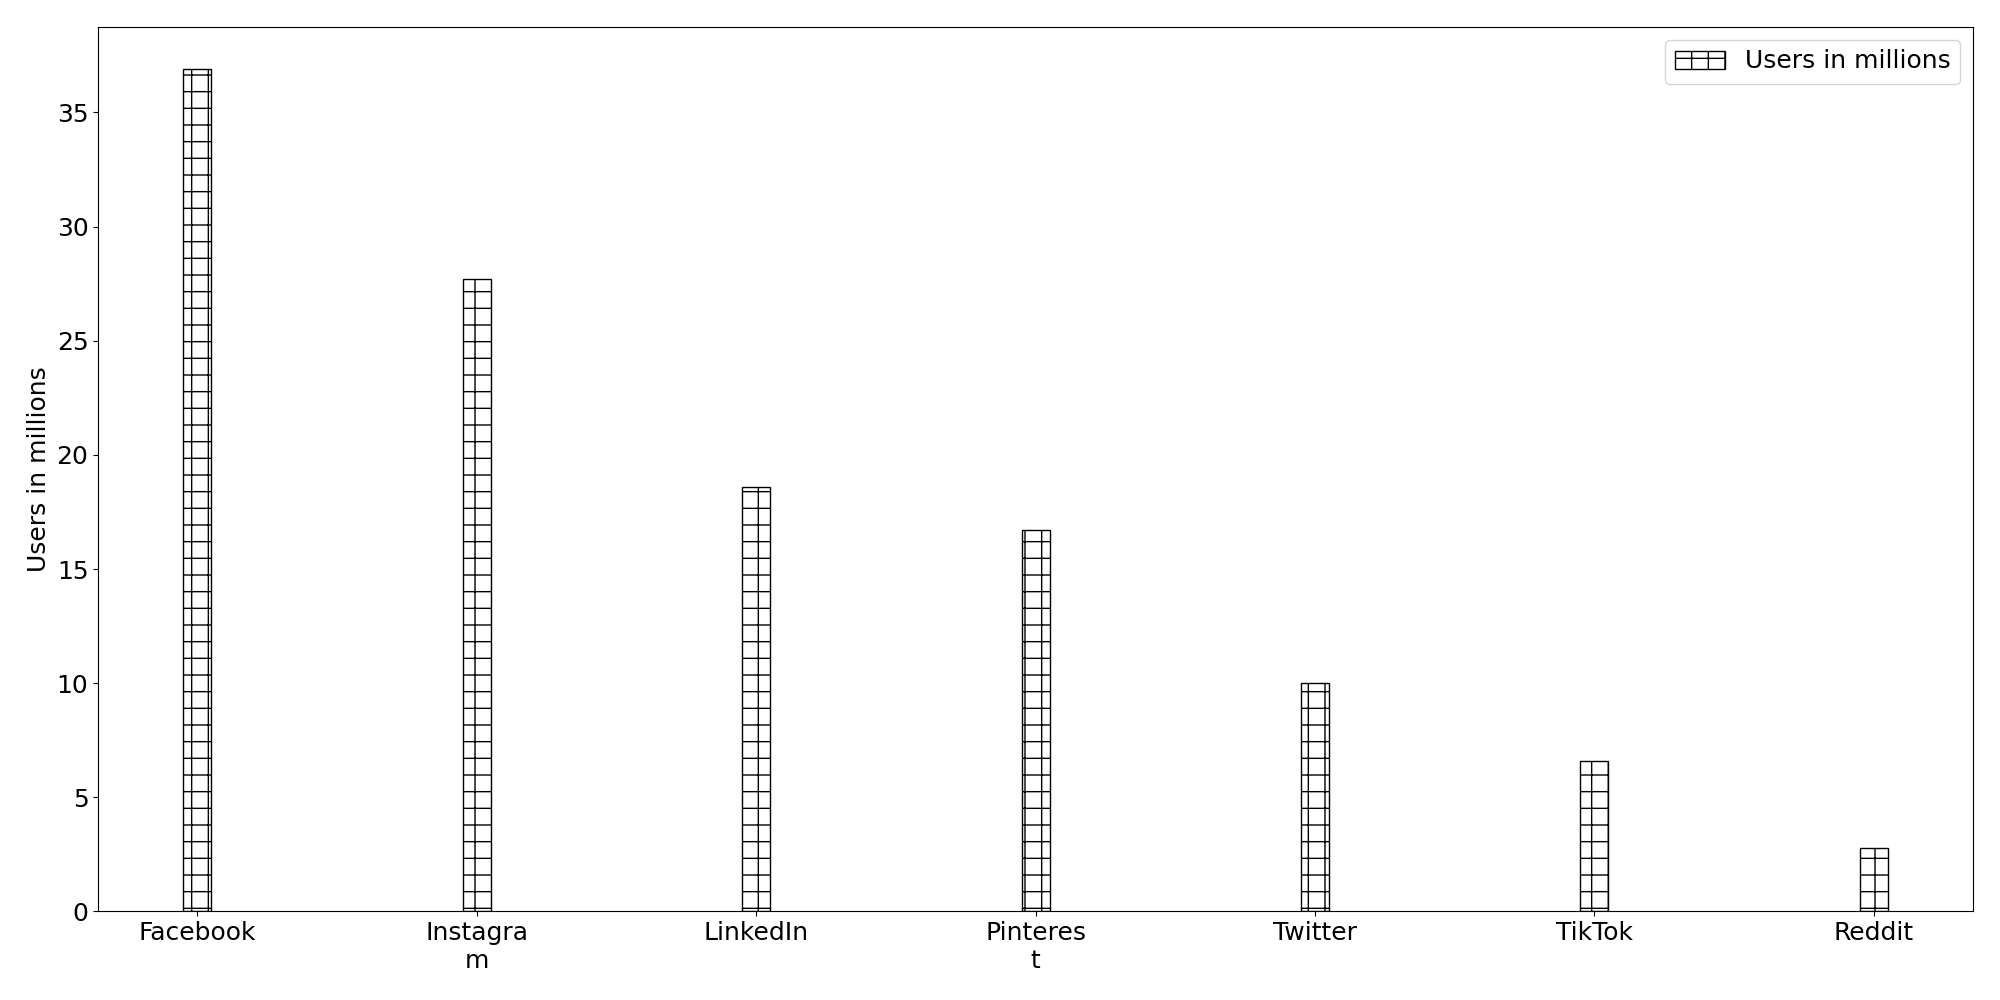 Users in millions
35
30
25
20
15
10
5
0
Users in millions
Facebook
Instagra
m
LinkedIn
Pinteres
t
Twitter
TikTok
Reddit